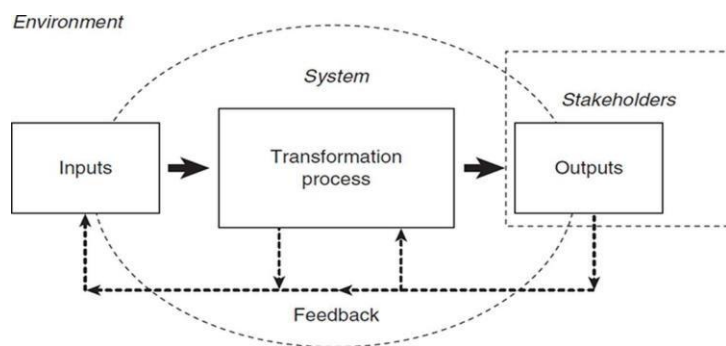 Environment
System
Stakeholders
Inputs
Transformation
process
Outputs
Feedback